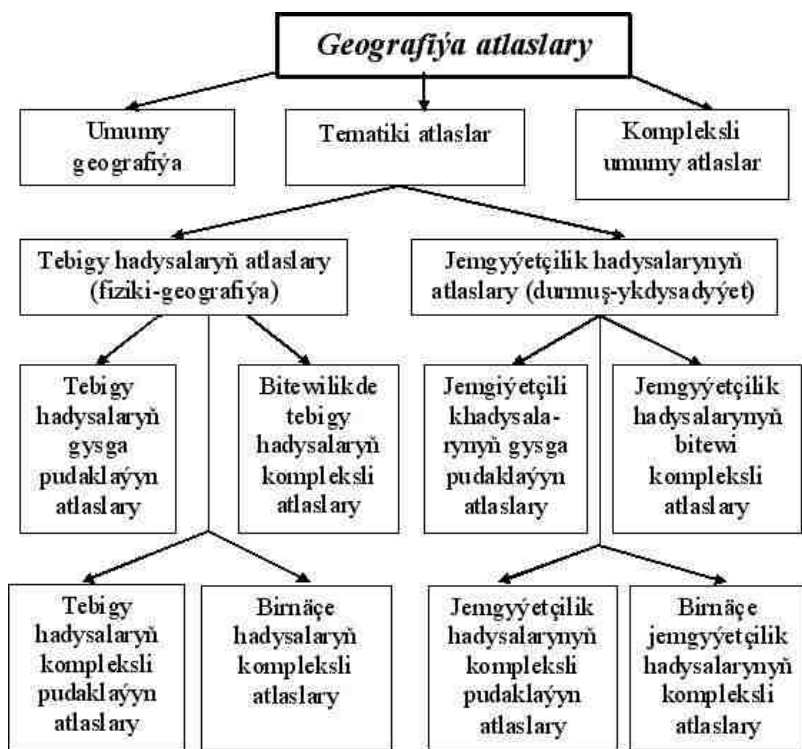 Geografiýa atlaslary
Umumy
geografiýa
Tematiki atlaslar
Kompleksli
umumy atlaslar
Tebigy hadysalaryň atlaslary
(fiziki-geografiýa)
Jemgyýetçilik hadysalarynyň
atlaslary (durmuş-ykdysadyýet)
Tebigy
hadysalaryň
gysga
pudaklaýyn
atlaslary
Bitewilikde
tebigy
hadysalaryň
kompleksli
atlaslary
Jemgiýetçili
khadysala-
rynyň gysga
pudaklaýyn
atlaslary
Jemgyýetçilik
hadysalarynyň
bitewi
kompleksli
atlaslary
Tebigy
hadysalaryň
kompleksli
pudaklaýyn
atlaslary
Birnäçe
hadysalaryň
kompleksli
atlaslary
Jemgyýetçilik
hadysalarynyň
kompleksli
pudaklaýyn
atlaslary
Birnäçe
jemgyýetçilik
hadysalarynyň
kompleksli
atlaslary